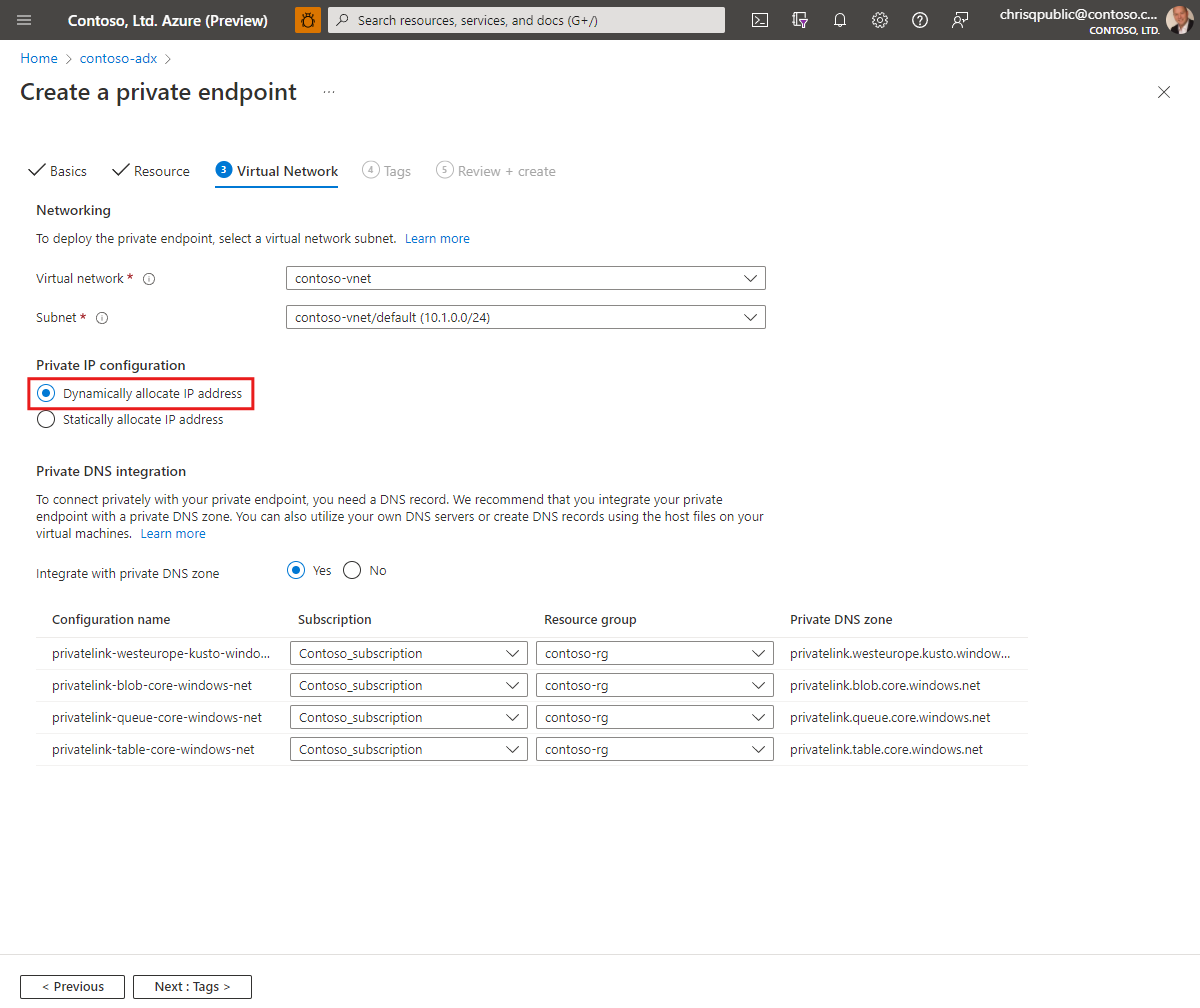 Contoso, Ltd. Azure (Preview)
Search resources, services, and docs (G+/)
chrisqpublic@contoso.c...
CONTOSO, LTD.
Home > contoso-adx >
Create a private endpoint ...
Basics
Resource
3 Virtual Network
4 Tags
5 Review + create
Networking
To deploy the private endpoint, select a virtual network subnet. Learn more
Virtual network *
contoso-vnet
Subnet *
contoso-vnet/default (10.1.0.0/24)
Private IP configuration
Dynamically allocate IP address
Statically allocate IP address
Private DNS integration
To connect privately with your private endpoint, you need a DNS record. We recommend that you integrate your private
endpoint with a private DNS zone. You can also utilize your own DNS servers or create DNS records using the host files on your
virtual machines. Learn more
Integrate with private DNS zone Yes No
Configuration name Subscription Resource group Private DNS zone
privatelink-westeurope-kusto-windo... Contoso_subscription contoso-rg privatelink.westeurope.kusto.window...
privatelink-blob-core-windows-net Contoso_subscription contoso-rg privatelink.blob.core.windows.net
privatelink-queue-core-windows-net Contoso_subscription contoso-rg privatelink.queue.core.windows.net
privatelink-table-core-windows-net Contoso_subscription contoso-rg privatelink.table.core.windows.net
< Previous
Next : Tags >